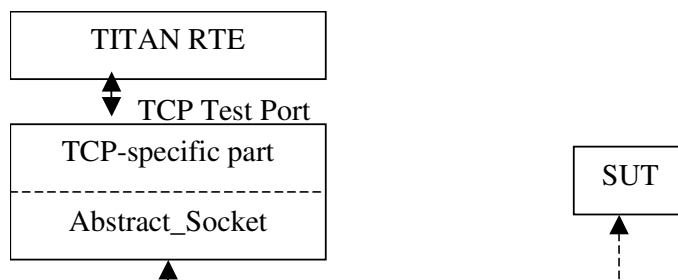 TITAN RTE
TCP Test Port
TCP-specific part
SUT
Abstract_Socket